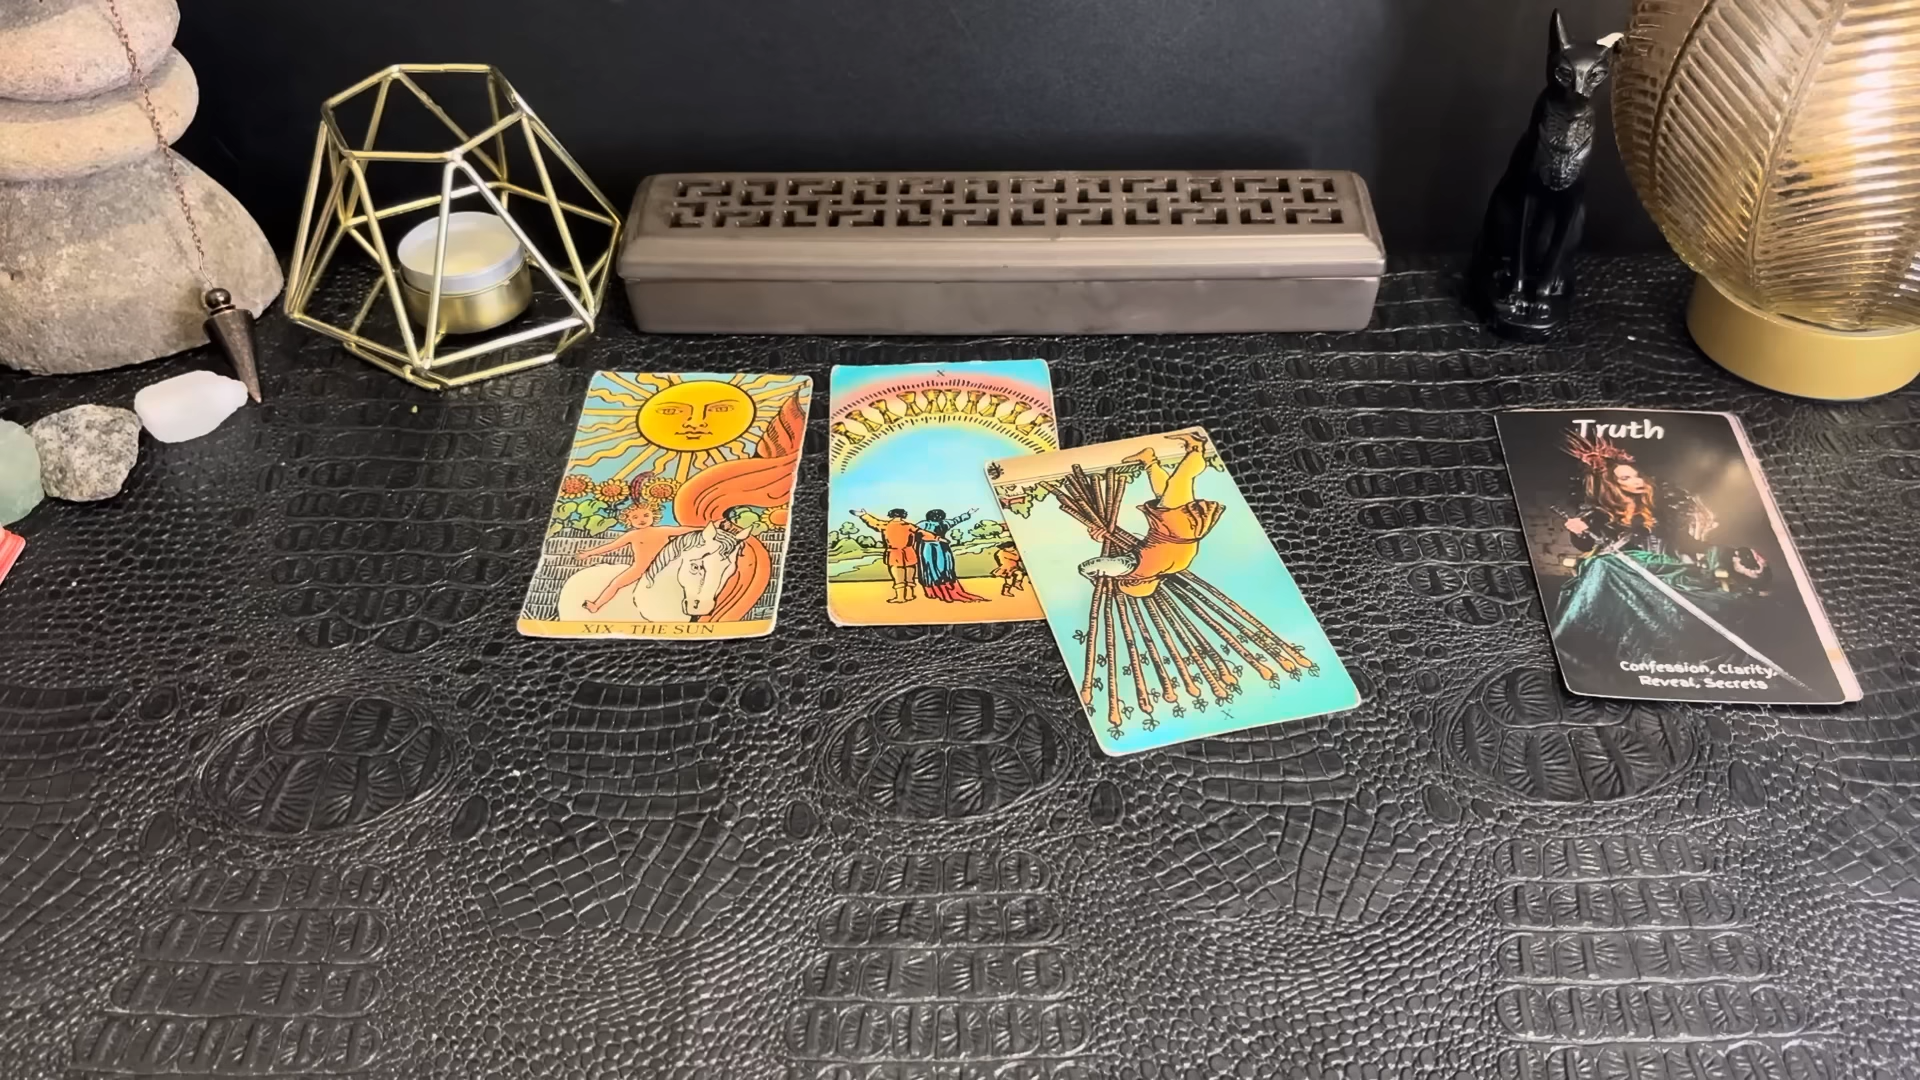 XIX · THE SUN
X
X
Truth
Confession, Clarity,
Reveal, Secrets